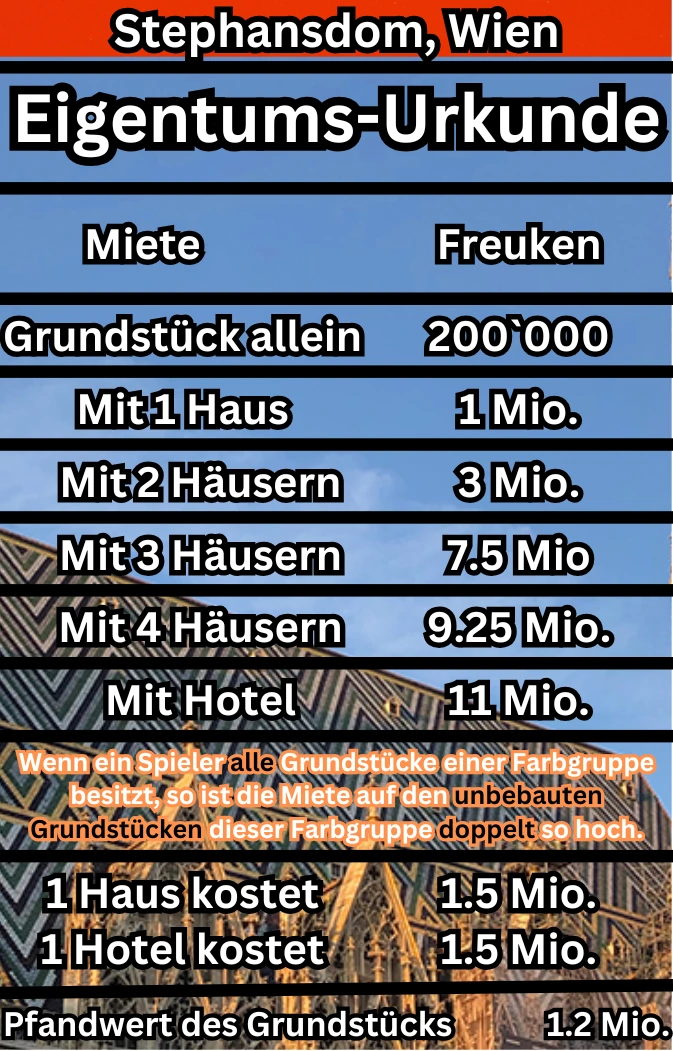 Stephansdom, Wien
Eigentums-Urkunde
Miete Freuken
Grundstück allein 200`000
Mit 1 Haus 1 Mio.
Mit 2 Häusern 3 Mio.
Mit 3 Häusern 7.5 Mio
Mit 4 Häusern 9.25 Mio.
Mit Hotel 11 Mio.
Wenn ein Spieler alle Grundstücke einer Farbgruppe
besitzt, so ist die Miete auf den unbebauten
Grundstücken dieser Farbgruppe doppelt so hoch.
1 Haus kostet 1.5 Mio.
1 Hotel kostet 1.5 Mio.
Pfandwert des Grundstücks 1.2 Mio.